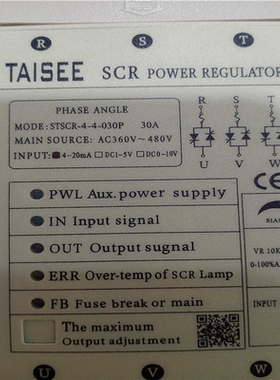 R S T
TAISEE SCR POWER REGULATOR
PHASE ANGLE
MODE: STSCR-4-4-030P 30A
MAIN SOURCE: AC360V~480V
INPUT: 4~20mA DC1~5V DC0~10V
R S T
U V W
PWL Aux. power supply
IN Input signal
OUT Output sugnal
ERR Over-temp of SCR Lamp
FB Fuse break or main
The maximum
Output adjustment
CE
BIAS
VR 10K
0-100%A
INPUT
U V W